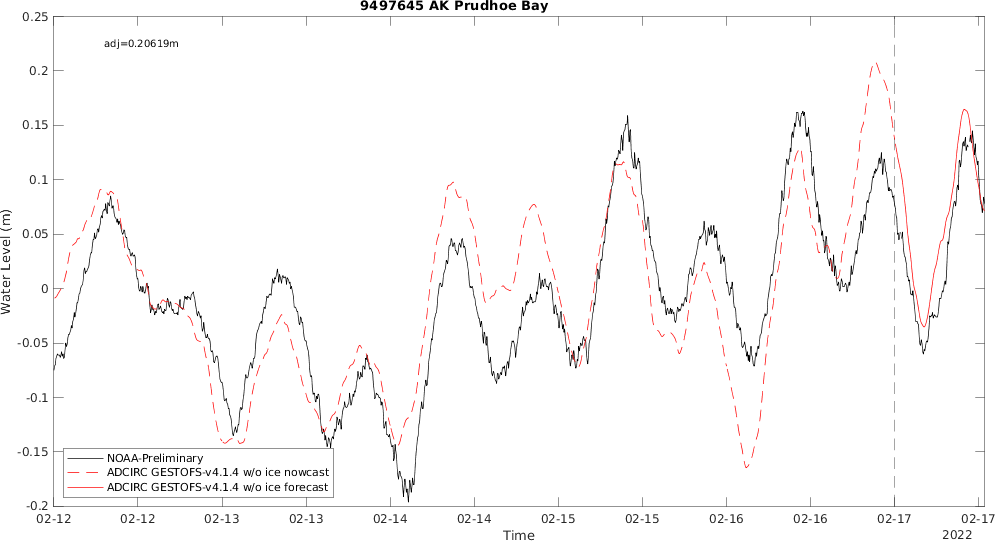 9497645 AK Prudhoe Bay
adj=0.20619m
0.25
0.2
0.15
0.1
0.05
0
-0.05
-0.1
-0.15
-0.2
Water Level (m)
NOAA-Preliminary
ADCIRC GESTOFS-v4.1.4 w/o ice nowcast
ADCIRC GESTOFS-v4.1.4 w/o ice forecast
02-12 02-12 02-13 02-13 02-14 02-14 02-15 02-15 02-16 02-16 02-17 02-17
Time
2022